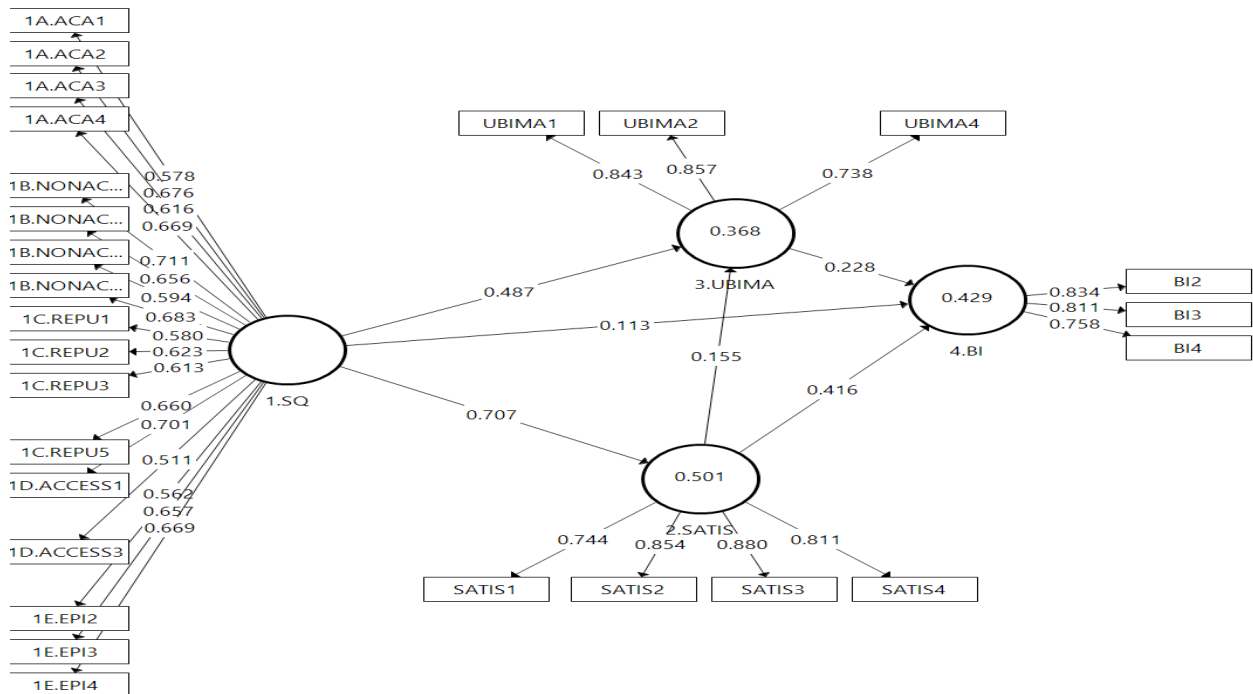 1A.ACA1
1A.ACA2
1A.ACA3
1A.ACA4
1B.NONAC...
1B.NONAC...
1B.NONAC...
1B.NONAC...
1C.REPU1
1C.REPU2
1C.REPU3
1C.REPU5
1D.ACCESS1
1D.ACCESS3
1E.EPI2
1E.EPI3
1E.EPI4
0.578
0.676
0.616
0.669
0.711
0.656
0.594
0.683
0.580
0.623
0.613
0.660
0.701
0.511
0.562
0.657
0.669
1.SQ
0.487
0.113
0.707
UBIMA1
UBIMA2
UBIMA4
0.843
0.857
0.738
0.368
3.UBIMA
0.228
0.155
0.416
0.501
2.SATIS
0.744
0.854
0.880
0.811
SATIS1
SATIS2
SATIS3
SATIS4
0.429
4.BI
0.834
0.811
0.758
BI2
BI3
BI4